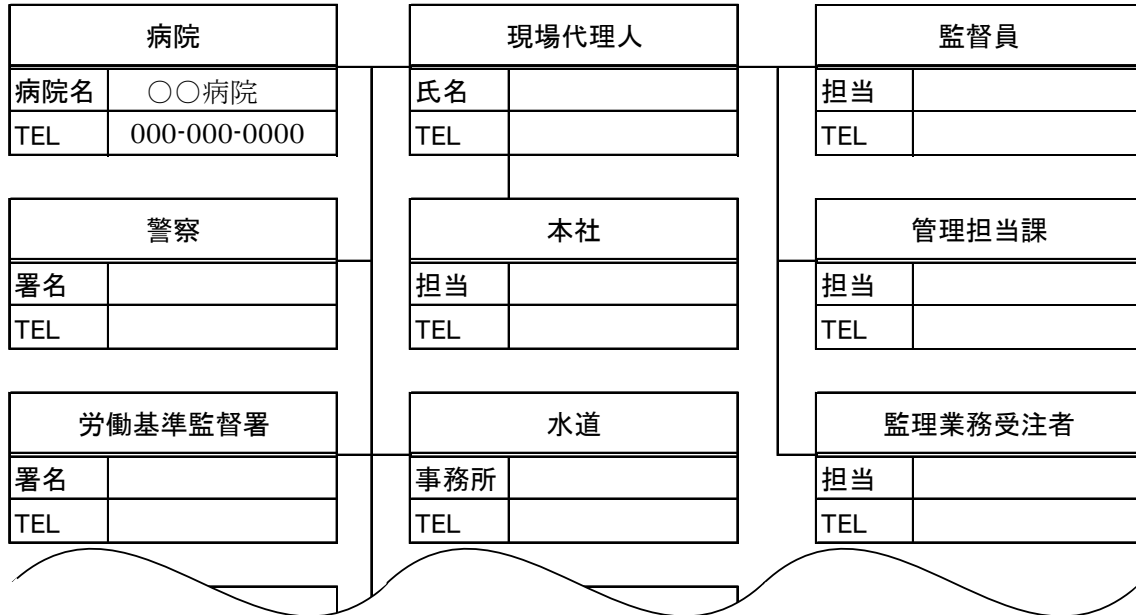 病院 現場代理人 監督員
病院名 〇〇病院 氏名 担当
TEL 000-000-0000 TEL TEL
警察 本社 管理担当課
署名 担当 担当
TEL TEL TEL
労働基準監督署 水道 監理業務受注者
署名 事務所 担当
TEL TEL TEL